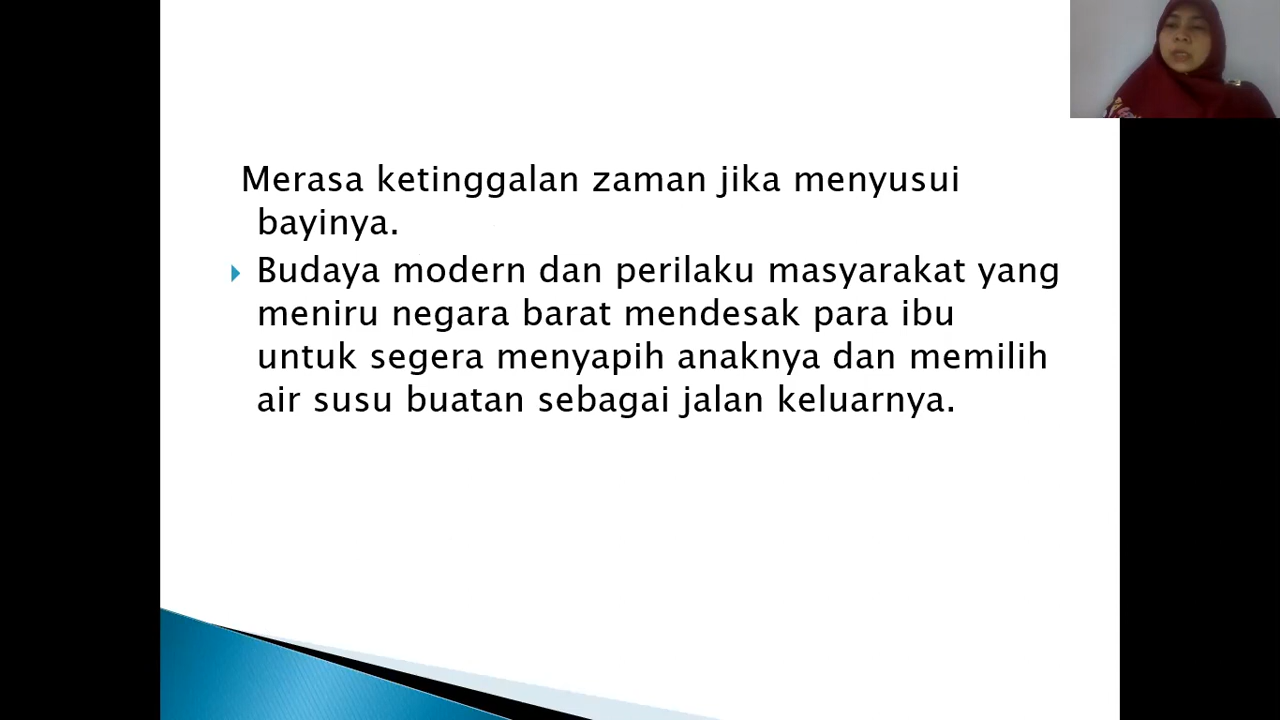 Merasa ketinggalan zaman jika menyusui
bayinya.
Budaya modern dan perilaku masyarakat yang
meniru negara barat mendesak para ibu
untuk segera menyapih anaknya dan memilih
air susu buatan sebagai jalan keluarnya.